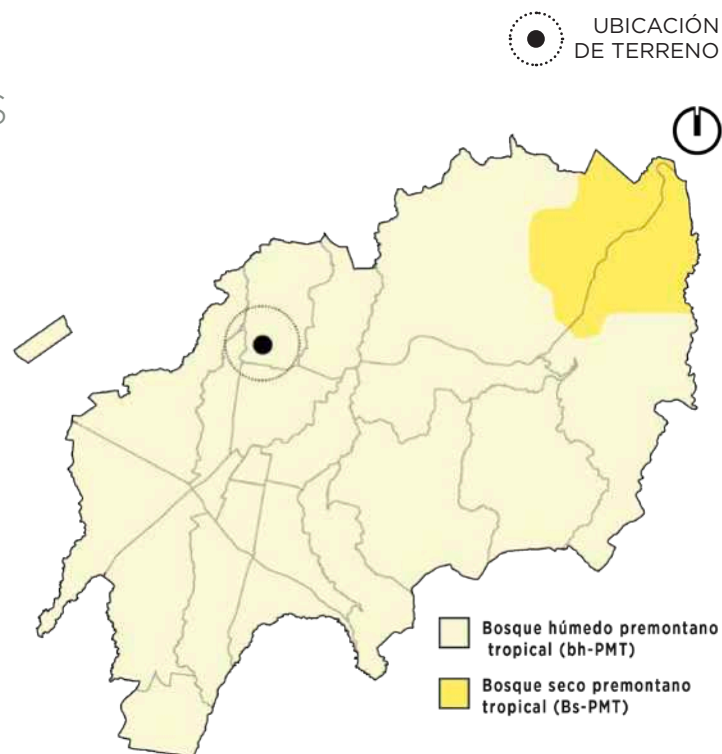 UBICACIÓN
DE TERRENO
S
Bosque húmedo premontano
tropical (bh-PMT)
Bosque seco premontano
tropical (Bs-PMT)